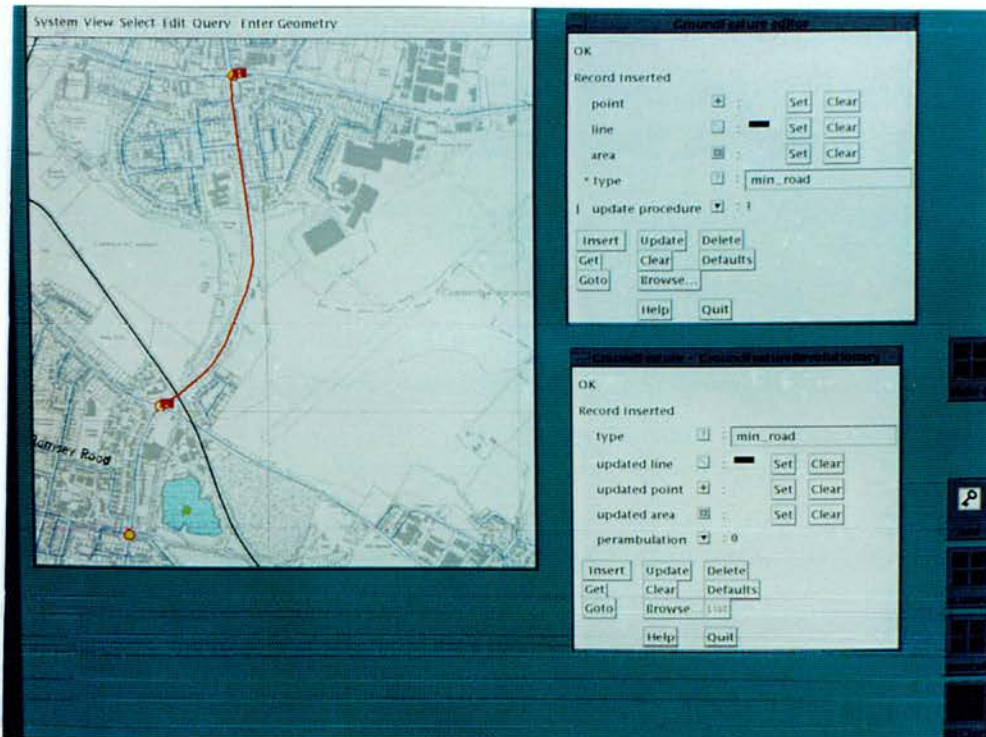 System View Select Edit Query Enter Geometry
Ramsey Road
GroundFeature editor
OK
Record Inserted
point : Set Clear
line : Set Clear
area : Set Clear
* type ? : min_road
| update procedure : 1
Insert Update Delete
Get Clear Defaults
Goto Browse...
Help Quit
GroundFeature - GroundFeatureRevolutionary
OK
Record Inserted
type ? : min_road
updated line : Set Clear
updated point : Set Clear
updated area : Set Clear
perambulation : 0
Insert Update Delete
Get Clear Defaults
Goto Browse... List
Help Quit